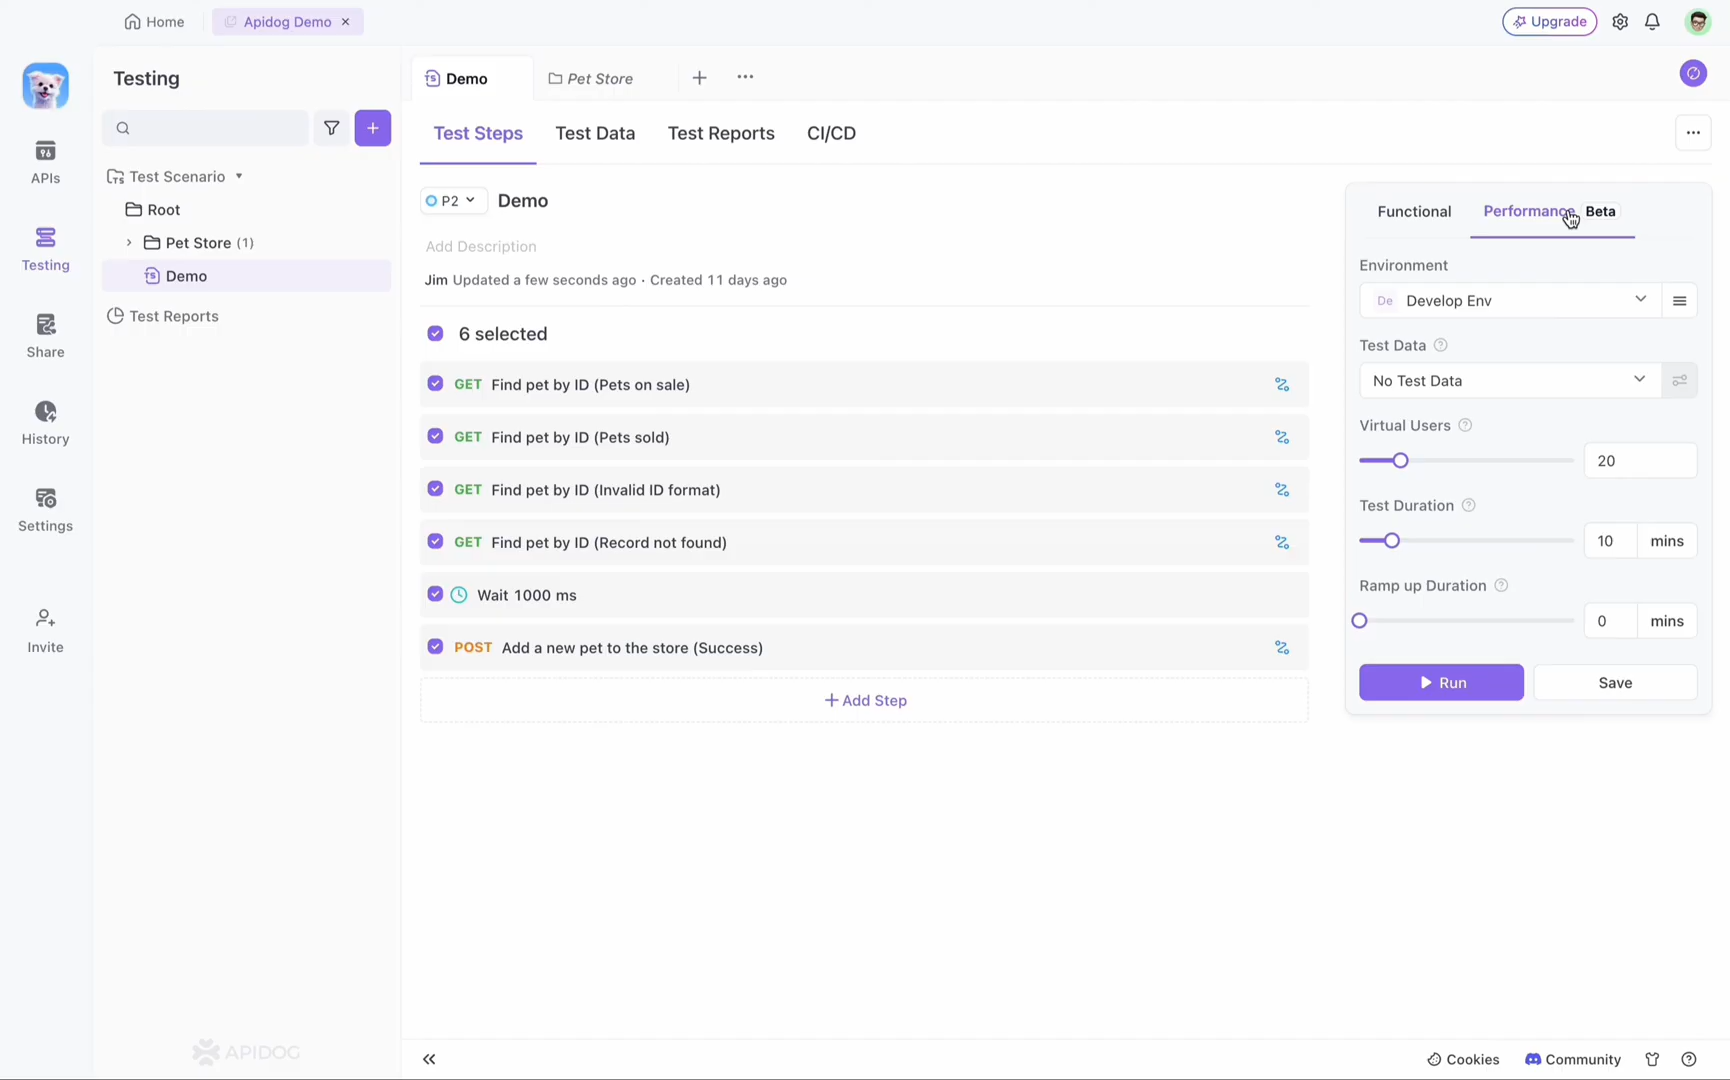 Home
Apidog Demo
Upgrade
APIs
Testing
Share
History
Settings
Invite
Testing
Test Scenario
Root
Pet Store (1)
Demo
Test Reports
APIDOG
Demo
Pet Store
Test Steps
Test Data
Test Reports
CI/CD
P2
Demo
Add Description
Jim Updated a few seconds ago · Created 11 days ago
6 selected
GET Find pet by ID (Pets on sale)
GET Find pet by ID (Pets sold)
GET Find pet by ID (Invalid ID format)
GET Find pet by ID (Record not found)
Wait 1000 ms
POST Add a new pet to the store (Success)
+ Add Step
Functional
Performance Beta
Environment
De Develop Env
Test Data
No Test Data
Virtual Users
20
Test Duration
10 mins
Ramp up Duration
0 mins
Run
Save
Cookies
Community